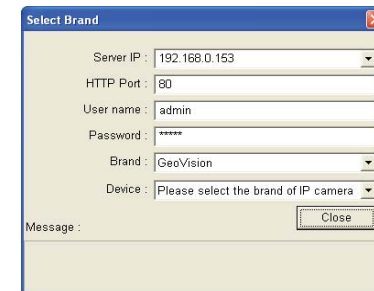 Select Brand
Server IP : 192.168.0.153
HTTP Port : 80
User name : admin
Password : *****
Brand : GeoVision
Device : Please select the brand of IP camera
Close
Message :